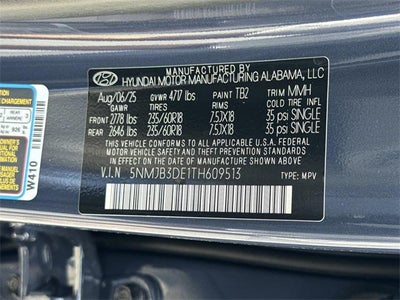 MANUFACTURED BY
HYUNDAI MOTOR MANUFACTURING ALABAMA, LLC
Aug/06/25 GVWR 4717 lbs PAINT TB2 TRIM MMH
GAWR TIRES RIMS COLD TIRE INFL
FRONT 2778 lbs 235/60R18 7.5JX18 35 psi SINGLE
REAR 2646 lbs 235/60R18 7.5JX18 35 psi SINGLE
THIS VEHICLE CONFORMS TO ALL APPLICABLE U.S.A. FEDERAL
MOTOR VEHICLE SAFETY AND THEFT PREVENTION STANDARDS IN
EFFECT ON THE DATE OF MANUFACTURE SHOWN ABOVE.
V.I.N 5NMJB3DE1TH609513 TYPE: MPV
W410